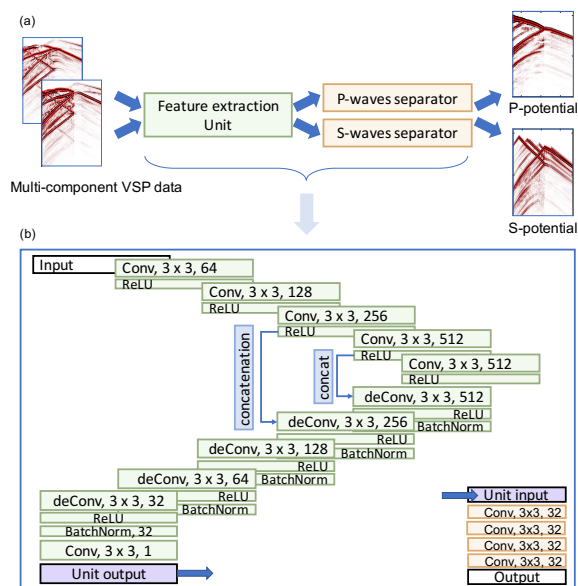 (a)
Feature extraction
Unit
P-waves separator
S-waves separator
P-potential
Multi-component VSP data
S-potential
(b)
Input
Conv, 3 x 3, 64
ReLU
Conv, 3 x 3, 128
ReLU
Conv, 3 x 3, 256
ReLU
Conv, 3 x 3, 512
ReLU
Conv, 3 x 3, 512
ReLU
concatenation
concat
deConv, 3 x 3, 512
ReLU
BatchNorm
deConv, 3 x 3, 256
ReLU
BatchNorm
deConv, 3 x 3, 128
ReLU
BatchNorm
deConv, 3 x 3, 64
ReLU
BatchNorm
deConv, 3 x 3, 32
ReLU
BatchNorm, 32
Conv, 3 x 3, 1
Unit output
Unit input
Conv, 3x3, 32
Conv, 3x3, 32
Conv, 3x3, 32
Conv, 3x3, 32
Output